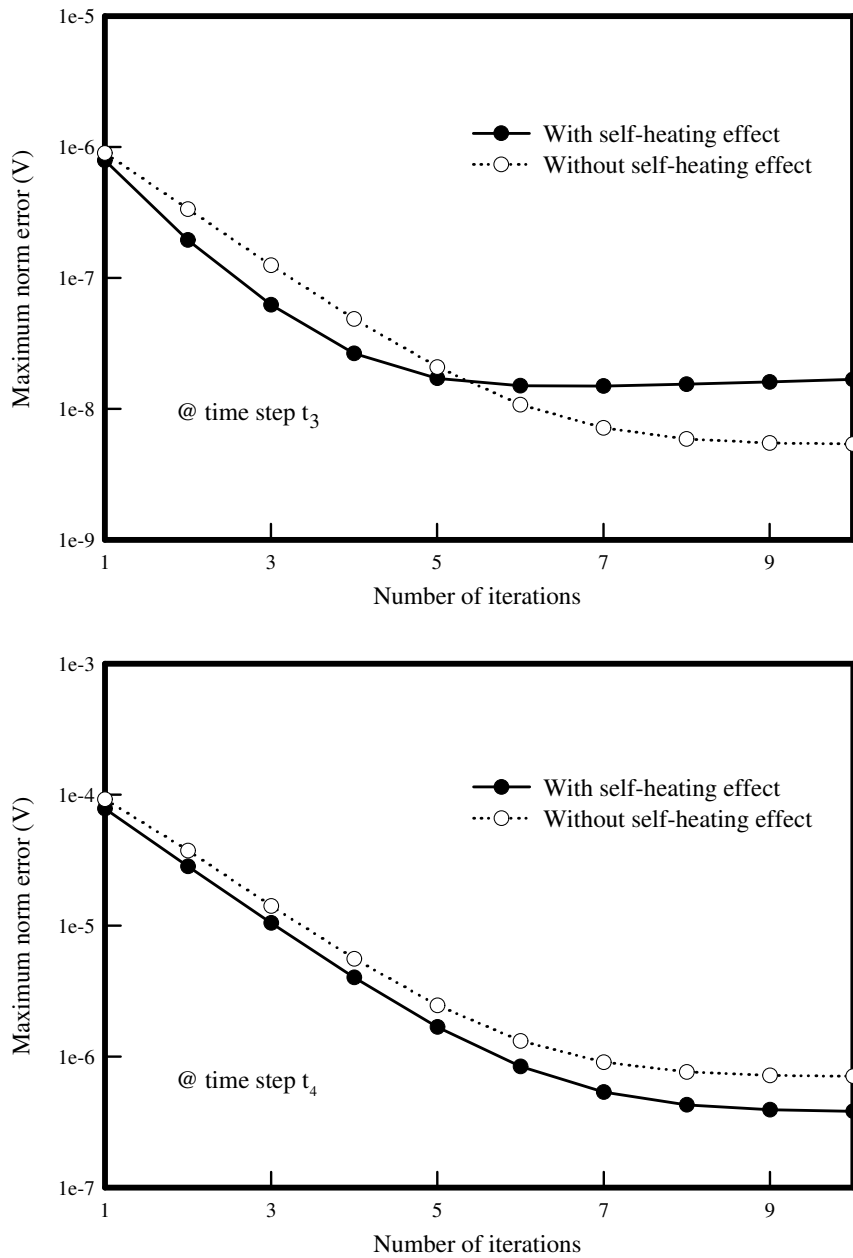 1e-5
1e-6
1e-7
1e-8
1e-9
Maximum norm error (V)
With self-heating effect
Without self-heating effect
@ time step t3
1 3 5 7 9
Number of iterations
1e-3
1e-4
1e-5
1e-6
1e-7
Maximum norm error (V)
With self-heating effect
Without self-heating effect
@ time step t4
1 3 5 7 9
Number of iterations